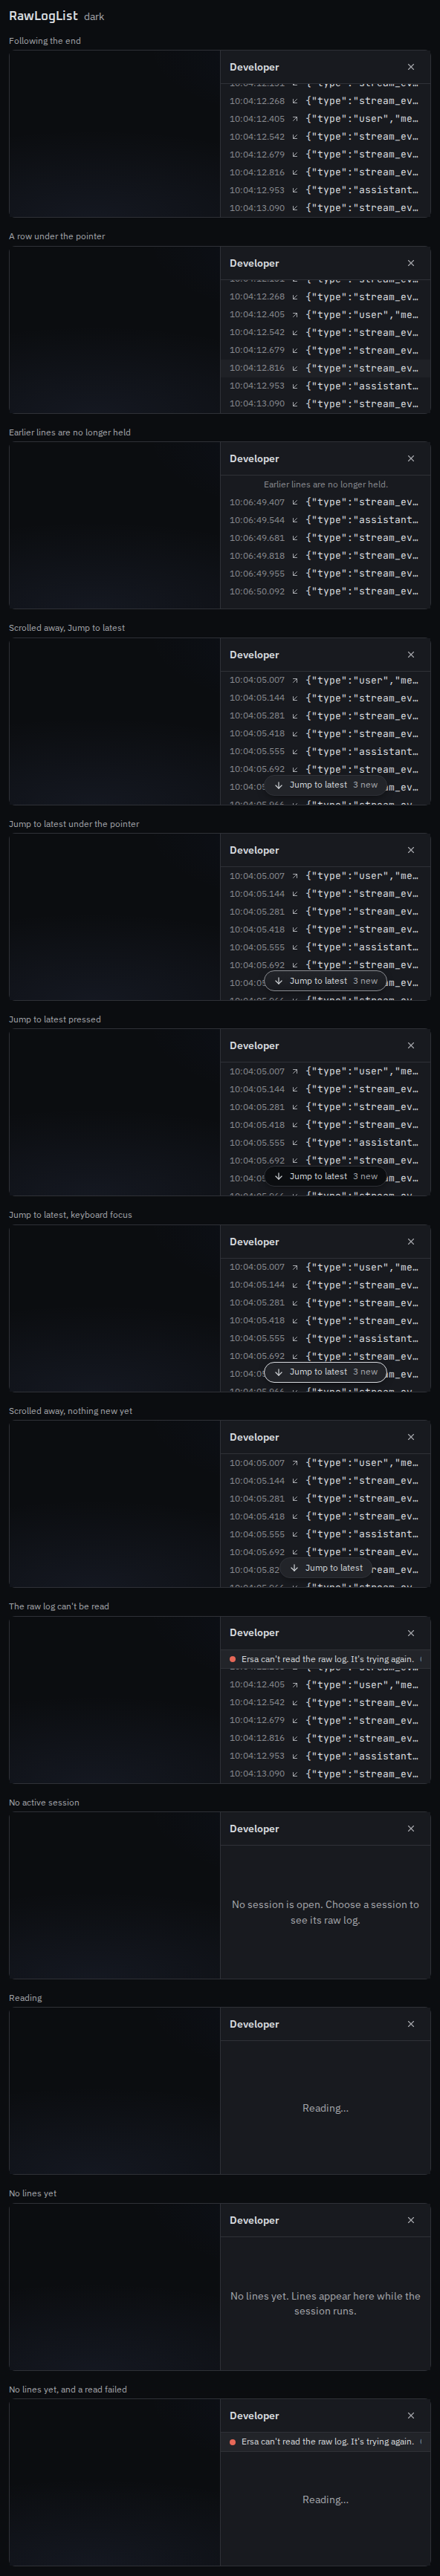 RawLogList dark
Following the end
Developer
10:04:12.268 {"type":"stream_ev…
10:04:12.405 {"type":"user","me…
10:04:12.542 {"type":"stream_ev…
10:04:12.679 {"type":"stream_ev…
10:04:12.816 {"type":"stream_ev…
10:04:12.953 {"type":"assistant…
10:04:13.090 {"type":"stream_ev…
A row under the pointer
Developer
10:04:12.268 {"type":"stream_ev…
10:04:12.405 {"type":"user","me…
10:04:12.542 {"type":"stream_ev…
10:04:12.679 {"type":"stream_ev…
10:04:12.816 {"type":"stream_ev…
10:04:12.953 {"type":"assistant…
10:04:13.090 {"type":"stream_ev…
Earlier lines are no longer held
Developer
Earlier lines are no longer held.
10:06:49.407 {"type":"stream_ev…
10:06:49.544 {"type":"assistant…
10:06:49.681 {"type":"stream_ev…
10:06:49.818 {"type":"stream_ev…
10:06:49.955 {"type":"stream_ev…
10:06:50.092 {"type":"stream_ev…
Scrolled away, Jump to latest
Developer
10:04:05.007 {"type":"user","me…
10:04:05.144 {"type":"stream_ev…
10:04:05.281 {"type":"stream_ev…
10:04:05.418 {"type":"stream_ev…
10:04:05.555 {"type":"assistant…
10:04:05.692 {"type":"stream_ev…
Jump to latest 3 new
Jump to latest under the pointer
Developer
10:04:05.007 {"type":"user","me…
10:04:05.144 {"type":"stream_ev…
10:04:05.281 {"type":"stream_ev…
10:04:05.418 {"type":"stream_ev…
10:04:05.555 {"type":"assistant…
10:04:05.692 {"type":"stream_ev…
Jump to latest 3 new
Jump to latest pressed
Developer
10:04:05.007 {"type":"user","me…
10:04:05.144 {"type":"stream_ev…
10:04:05.281 {"type":"stream_ev…
10:04:05.418 {"type":"stream_ev…
10:04:05.555 {"type":"assistant…
10:04:05.692 {"type":"stream_ev…
Jump to latest 3 new
Jump to latest, keyboard focus
Developer
10:04:05.007 {"type":"user","me…
10:04:05.144 {"type":"stream_ev…
10:04:05.281 {"type":"stream_ev…
10:04:05.418 {"type":"stream_ev…
10:04:05.555 {"type":"assistant…
10:04:05.692 {"type":"stream_ev…
Jump to latest 3 new
Scrolled away, nothing new yet
Developer
10:04:05.007 {"type":"user","me…
10:04:05.144 {"type":"stream_ev…
10:04:05.281 {"type":"stream_ev…
10:04:05.418 {"type":"stream_ev…
10:04:05.555 {"type":"assistant…
10:04:05.692 {"type":"stream_ev…
10:04:05.82 Jump to latest am_ev…
The raw log can't be read
Developer
Ersa can't read the raw log. It's trying again.
10:04:12.405 {"type":"user","me…
10:04:12.542 {"type":"stream_ev…
10:04:12.679 {"type":"stream_ev…
10:04:12.816 {"type":"stream_ev…
10:04:12.953 {"type":"assistant…
10:04:13.090 {"type":"stream_ev…
No active session
Developer
No session is open. Choose a session to
see its raw log.
Reading
Developer
Reading…
No lines yet
Developer
No lines yet. Lines appear here while the
session runs.
No lines yet, and a read failed
Developer
Ersa can't read the raw log. It's trying again.
Reading…